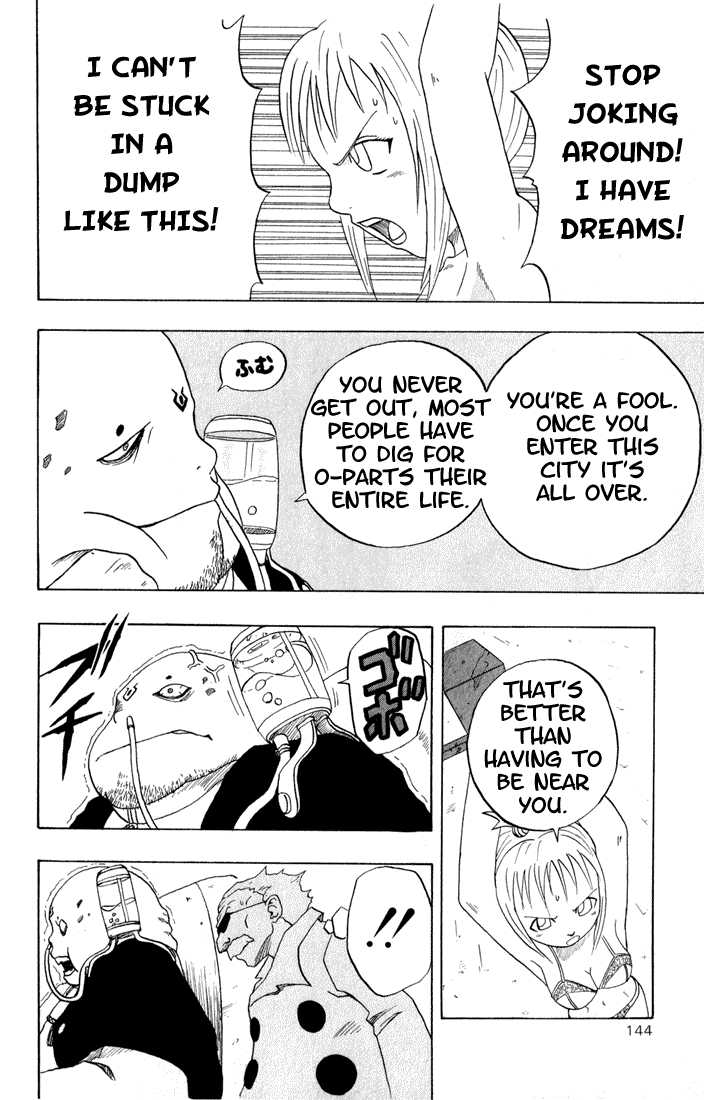 STOP
JOKING
AROUND!
I HAVE
DREAMS!
I CAN'T
BE STUCK
IN A
DUMP
LIKE THIS!
YOU'RE A FOOL.
ONCE YOU
ENTER THIS
CITY IT'S
ALL OVER.
YOU NEVER
GET OUT, MOST
PEOPLE HAVE
TO DIG FOR
O-PARTS THEIR
ENTIRE LIFE.
ふむ
THAT'S
BETTER
THAN
HAVING TO
BE NEAR
YOU.
ゴボ
ブチ
!!
144